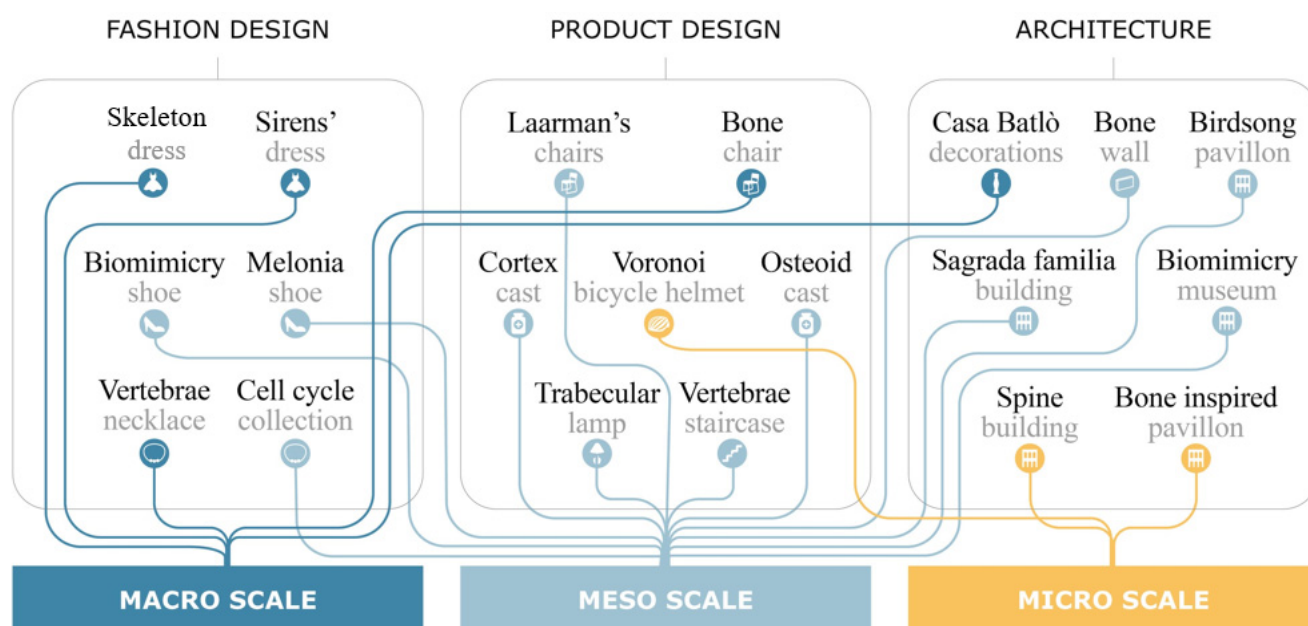 FASHION DESIGN
PRODUCT DESIGN
ARCHITECTURE
Skeleton
dress
Sirens’
dress
Biomimicry
shoe
Melonia
shoe
Vertebrae
necklace
Cell cycle
collection
Laarman’s
chairs
Bone
chair
Cortex
cast
Voronoi
bicycle helmet
Osteoid
cast
Trabecular
lamp
Vertebrae
staircase
Casa Batlò
decorations
Bone
wall
Birdsong
pavillon
Sagrada familia
building
Biomimicry
museum
Spine
building
Bone inspired
pavillon
MACRO SCALE
MESO SCALE
MICRO SCALE